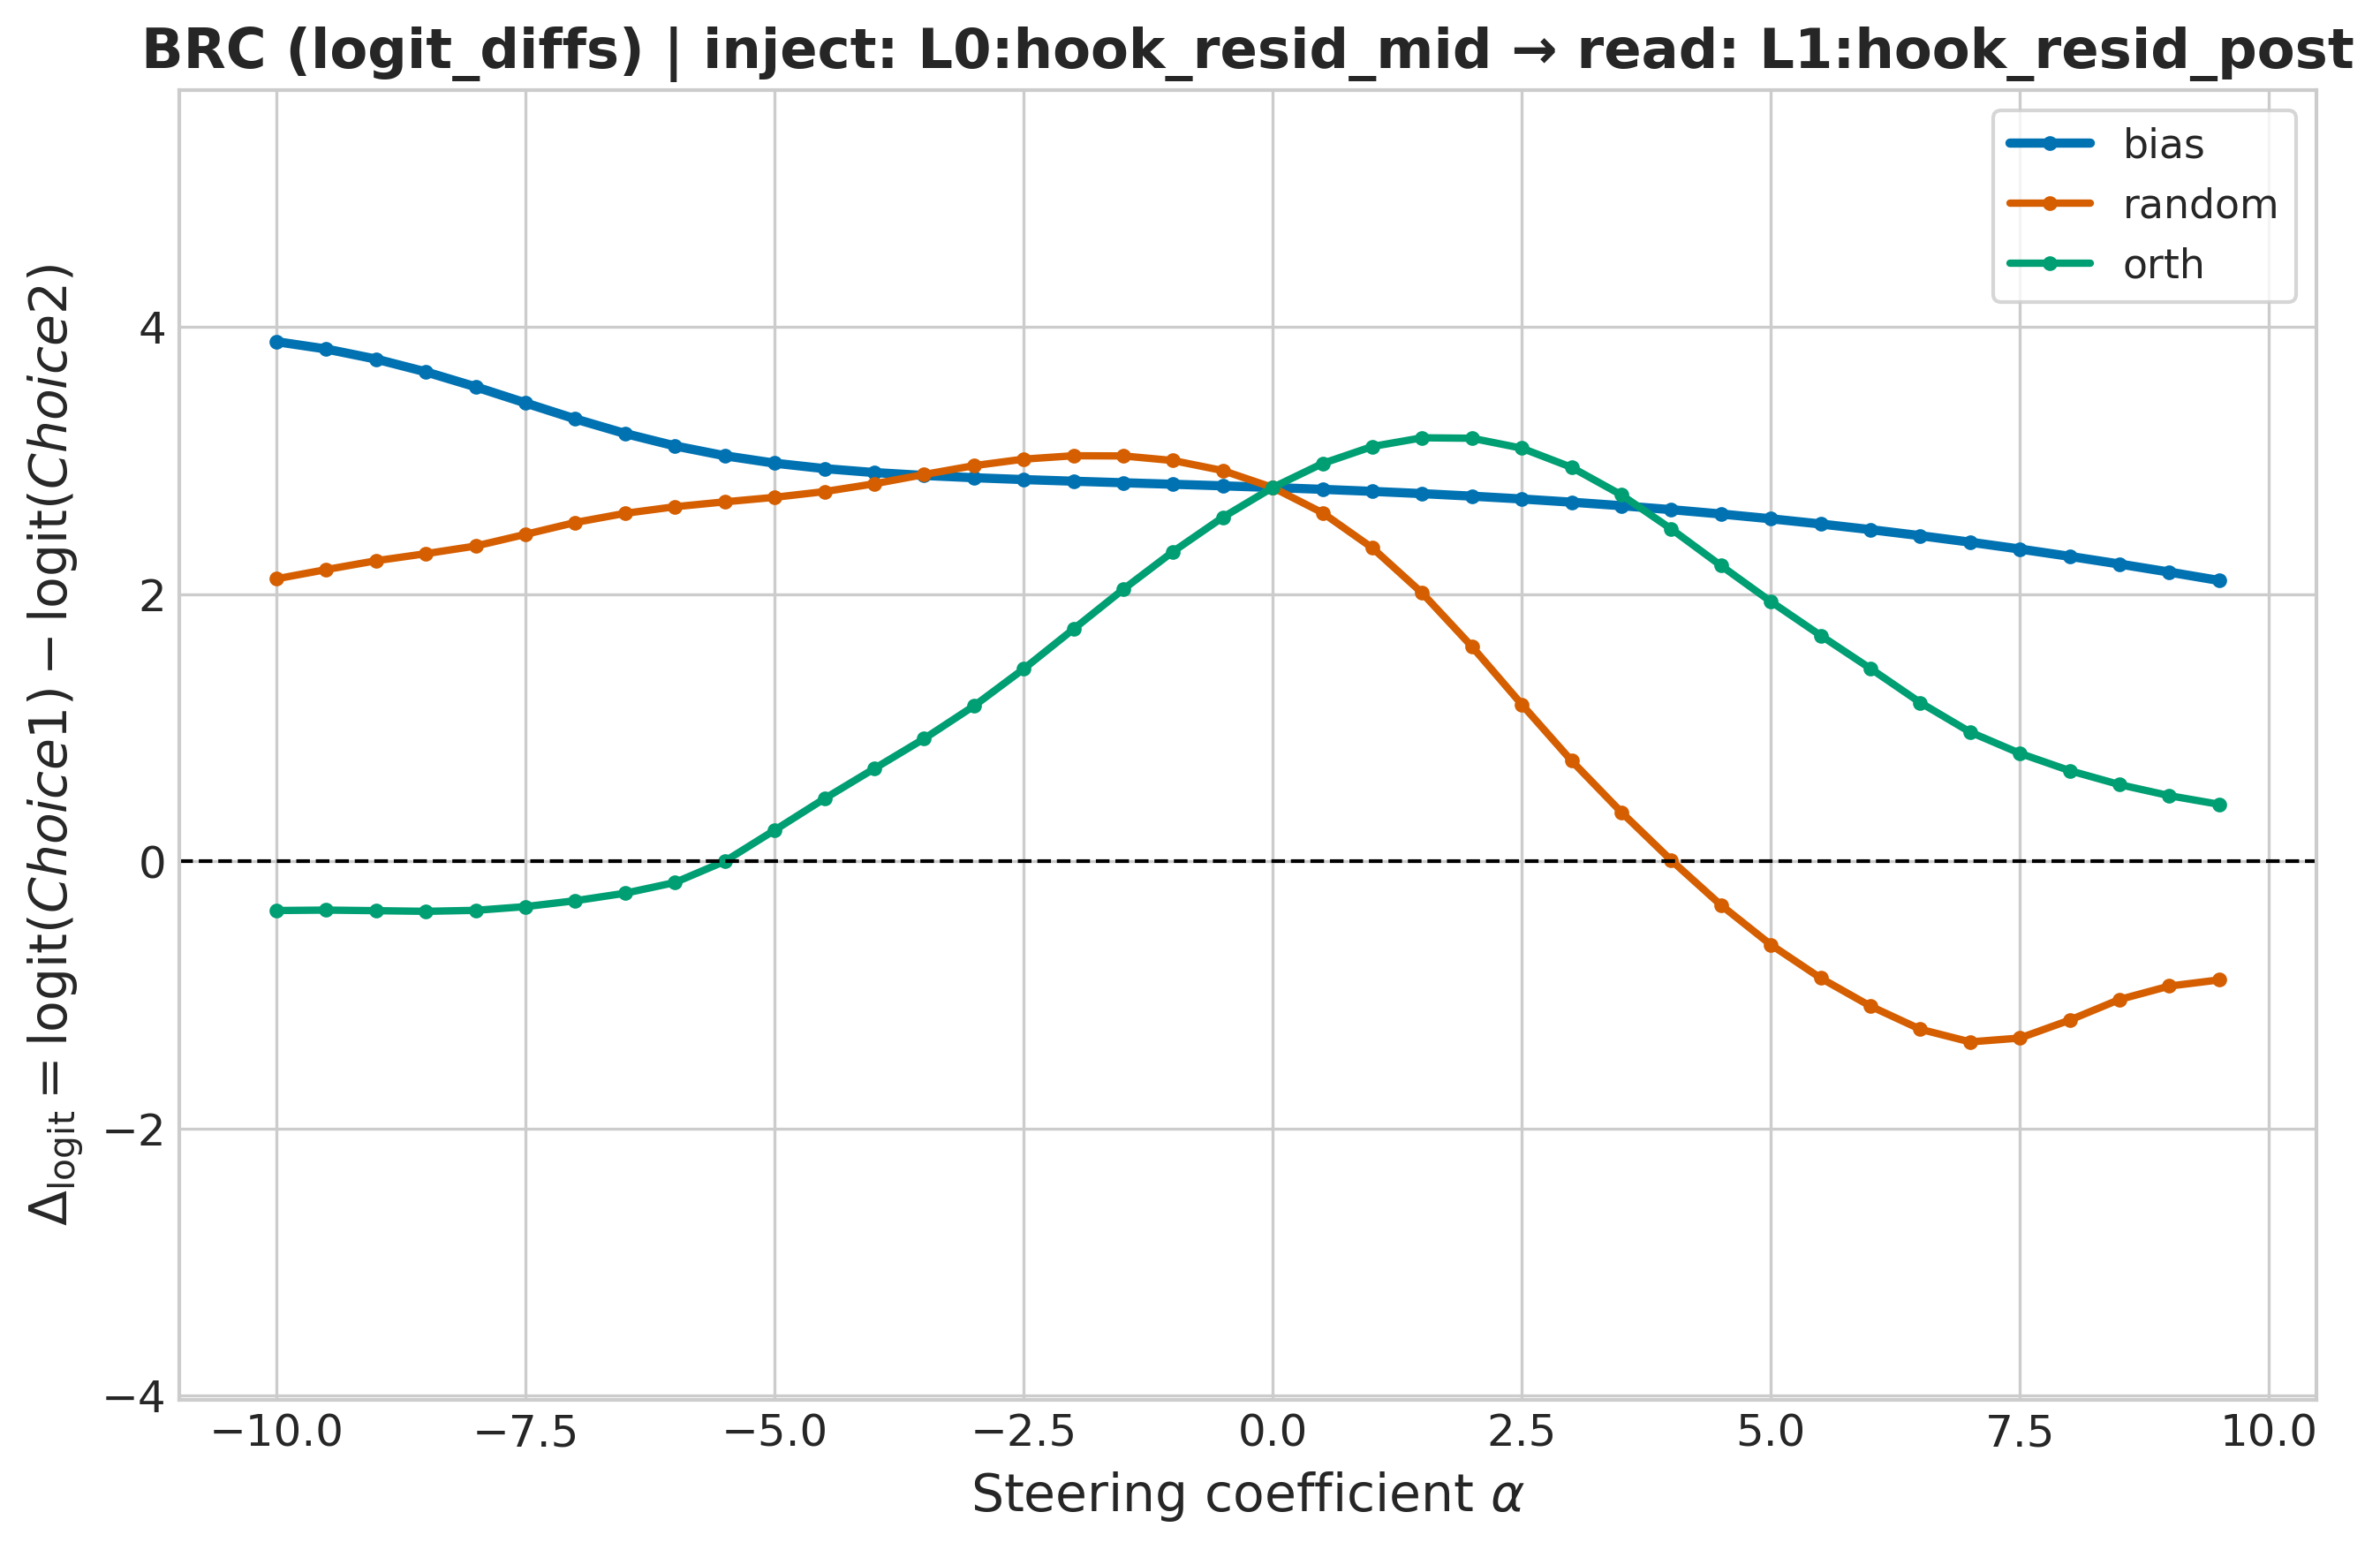 BRC (logit_diffs) | inject: L0:hook_resid_mid → read: L1:hook_resid_post
bias
random
orth
Δlogit = logit(Choice1) − logit(Choice2)
4
2
0
−2
−4
−10.0 −7.5 −5.0 −2.5 0.0 2.5 5.0 7.5 10.0
Steering coefficient α